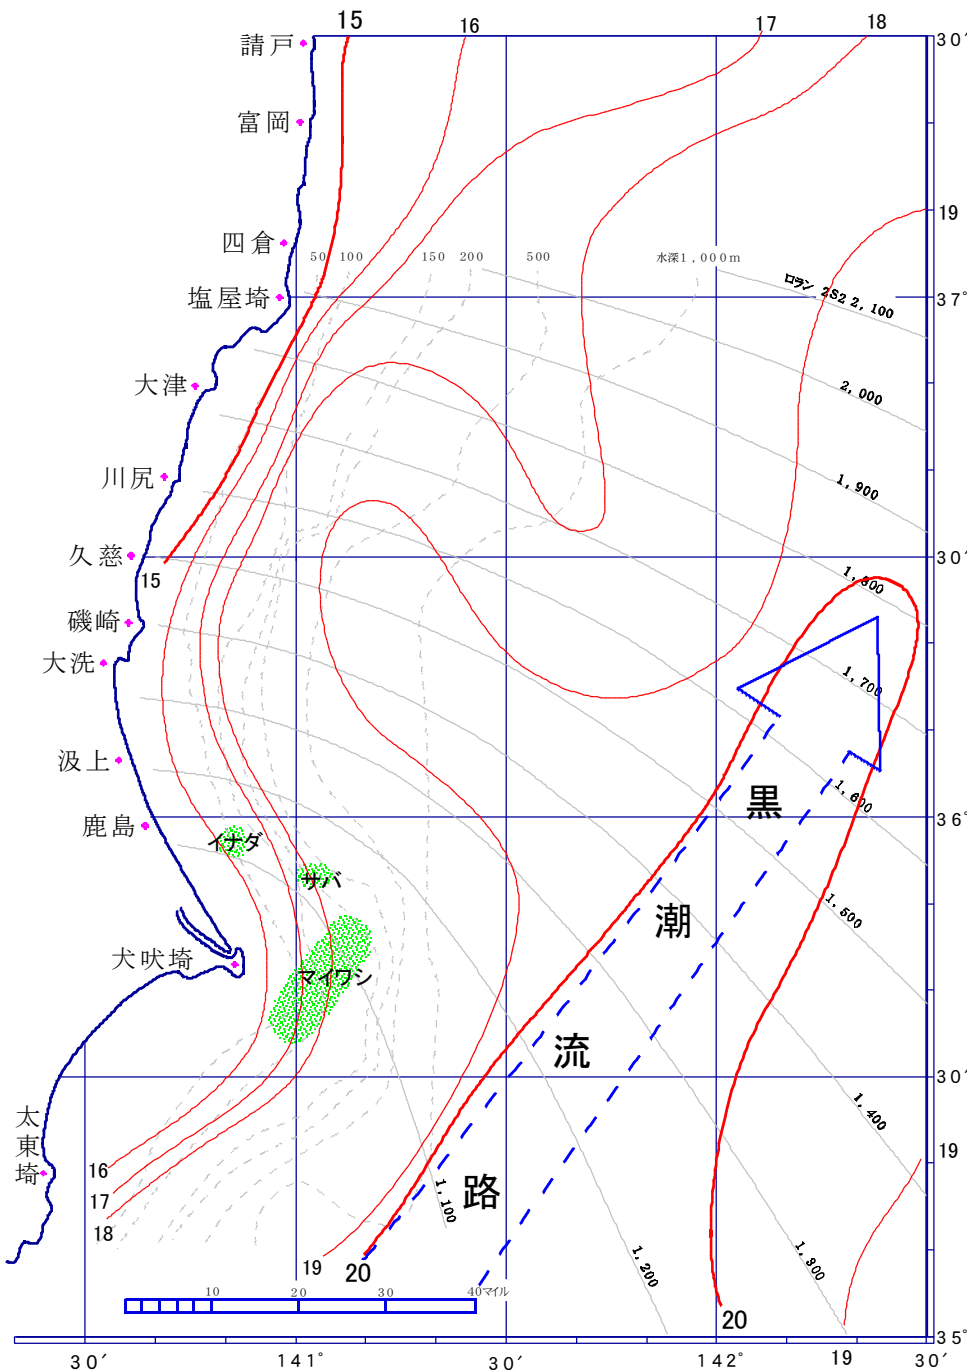 15
16
17
18
30′
請戸
富岡
19
四倉
50 100 150 200 500 水深1,000m
塩屋埼
ロラン 2S2 2,100
37°
大津
2,000
川尻
1,900
久慈
30′
15
1,800
磯崎
大洗
1,700
汲上
1,600
黒
36°
鹿島
イナダ
サバ
1,500
潮
犬吠埼
マイワシ
流
30′
1,400
太東埼
19
16
17
18
路
1,100
1,200
1,300
19
20
10 20 30 40マイル
20
35°
30′ 141° 30′ 142° 19 30′